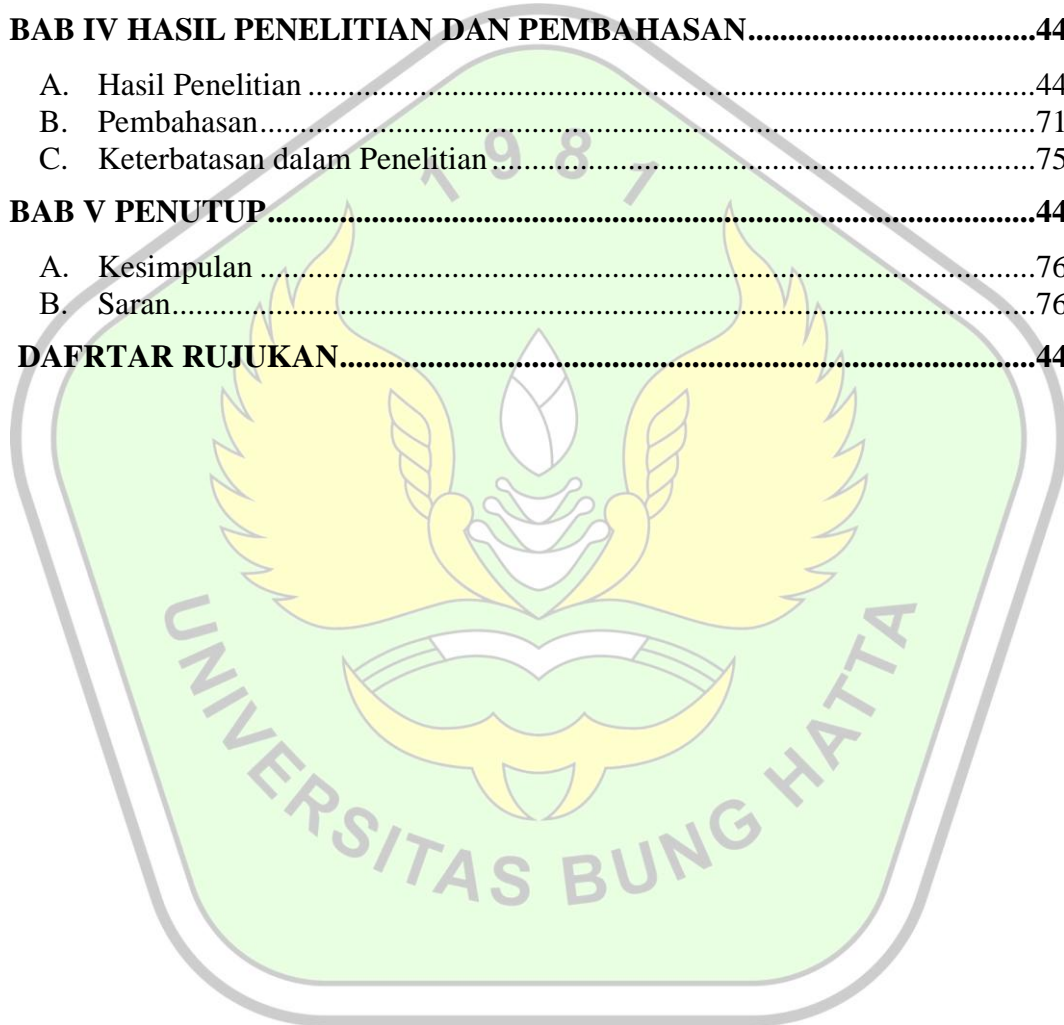 BAB IV HASIL PENELITIAN DAN PEMBAHASAN..................................44
A. Hasil Penelitian ..........................................................................................44
B. Pembahasan................................................................................................71
C. Keterbatasan dalam Penelitian....................................................................75
BAB V PENUTUP..............................................................................................44
A. Kesimpulan ................................................................................................76
B. Saran...........................................................................................................76
DAFRTAR RUJUKAN......................................................................................44
1981
UNIVERSITAS BUNG HATTA